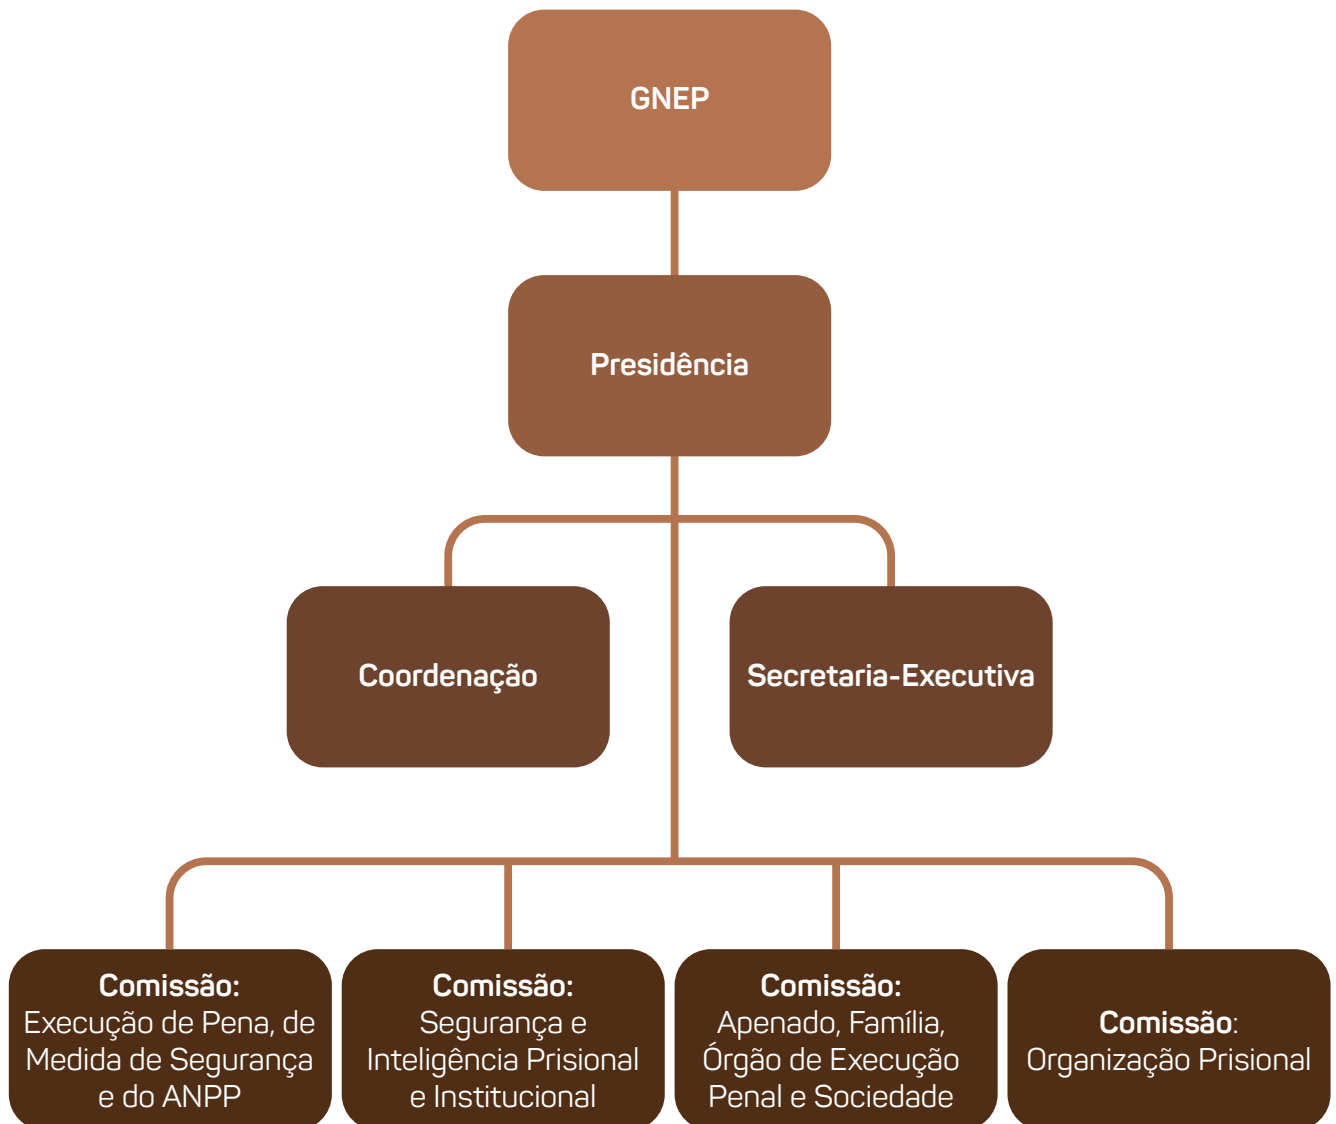 GNEP
Presidência
Coordenação
Secretaria-Executiva
Comissão:
Execução de Pena, de
Medida de Segurança
e do ANPP
Comissão:
Segurança e
Inteligência Prisional
e Institucional
Comissão:
Apenado, Família,
Órgão de Execução
Penal e Sociedade
Comissão:
Organização Prisional